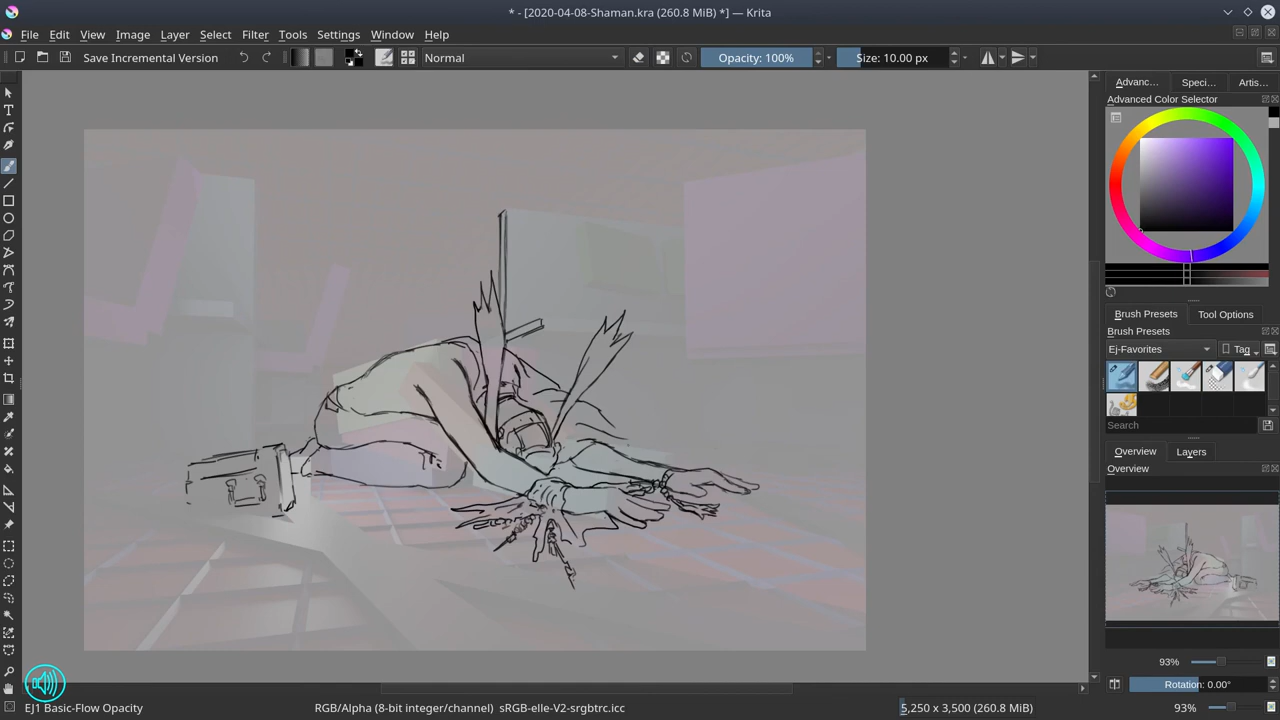 * - [2020-04-08-Shaman.kra (260.8 MiB) *] — Krita
File Edit View Image Layer Select Filter Tools Settings Window Help
Save Incremental Version Normal Opacity: 100% Size: 10.00 px
Advanc... Speci... Artis...
Advanced Color Selector
Brush Presets Tool Options
Brush Presets
Ej-Favorites Tag
Search
Overview Layers
Overview
93%
Rotation: 0.00°
EJ1 Basic-Flow Opacity RGB/Alpha (8-bit integer/channel) sRGB-elle-V2-srgbtrc.icc 5,250 x 3,500 (260.8 MiB) 93%